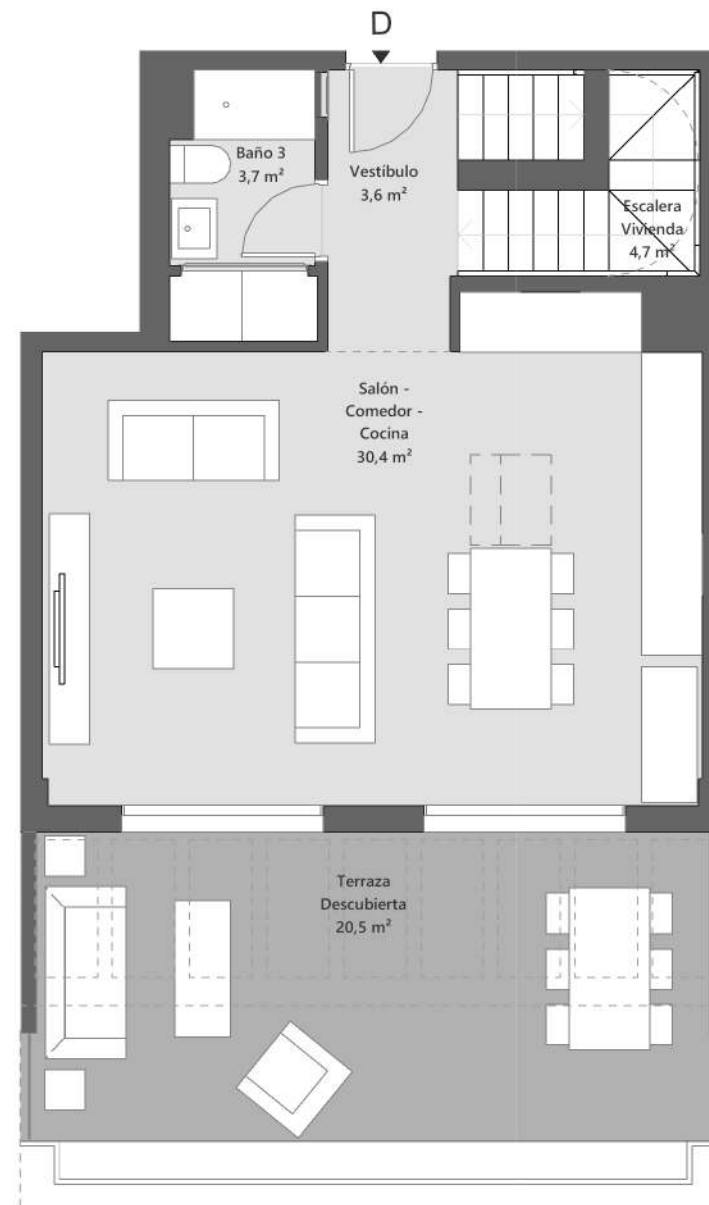 D
Baño 3
3,7 m²
Vestíbulo
3,6 m²
Escalera
Vivienda
4,7 m²
Salón -
Comedor -
Cocina
30,4 m²
Terraza
Descubierta
20,5 m²